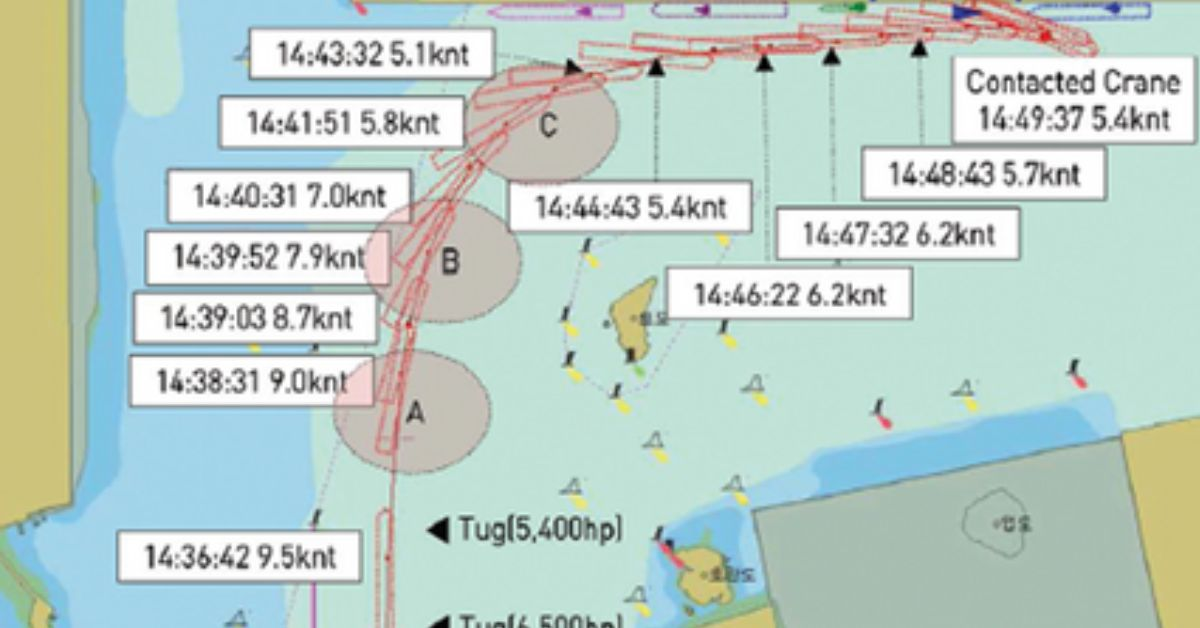 14:43:32 5.1knt
Contacted Crane
14:49:37 5.4knt
14:41:51 5.8knt
C
14:48:43 5.7knt
14:40:31 7.0knt
14:44:43 5.4knt
14:47:32 6.2knt
14:39:52 7.9knt
B
14:46:22 6.2knt
14:39:03 8.7knt
14:38:31 9.0knt
A
Tug(5,400hp)
14:36:42 9.5knt
Tug(6,500hp)